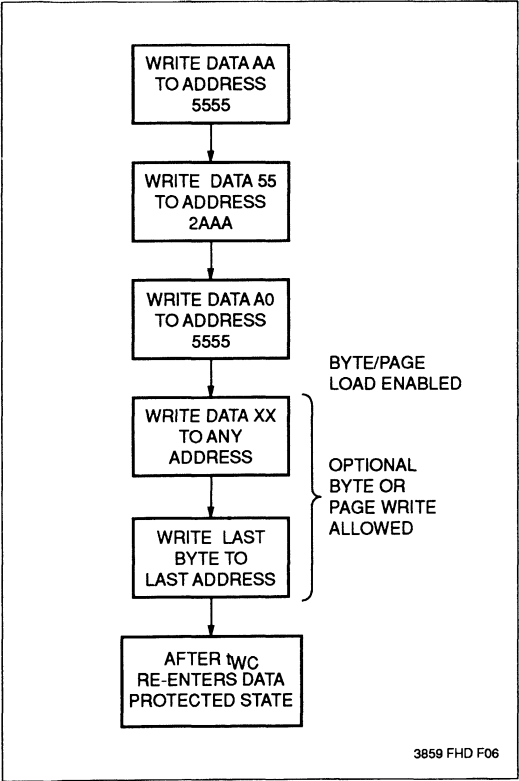 WRITE DATA AA
TO ADDRESS
5555
WRITE DATA 55
TO ADDRESS
2AAA
WRITE DATA A0
TO ADDRESS
5555
BYTE/PAGE
LOAD ENABLED
WRITE DATA XX
TO ANY
ADDRESS
OPTIONAL
BYTE OR
PAGE WRITE
ALLOWED
WRITE LAST
BYTE TO
LAST ADDRESS
AFTER tWC
RE-ENTERS DATA
PROTECTED STATE
3859 FHD F06